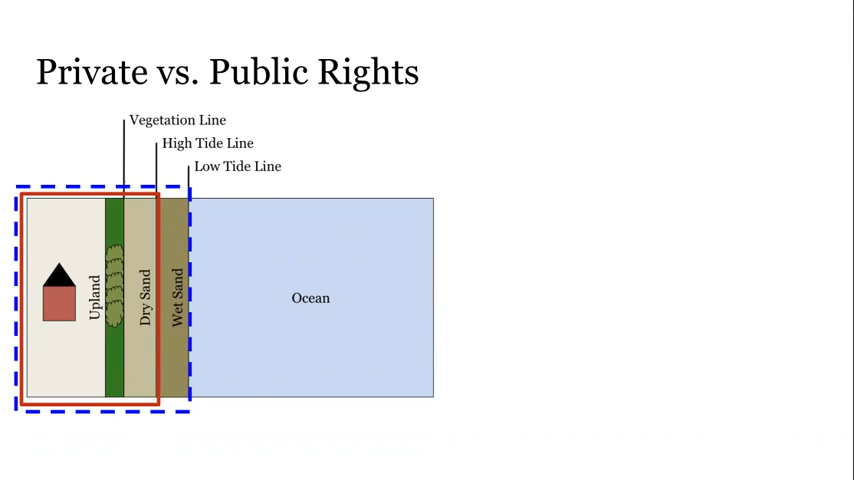 Private vs. Public Rights
Vegetation Line
High Tide Line
Low Tide Line
Upland
Dry Sand
Wet Sand
Ocean